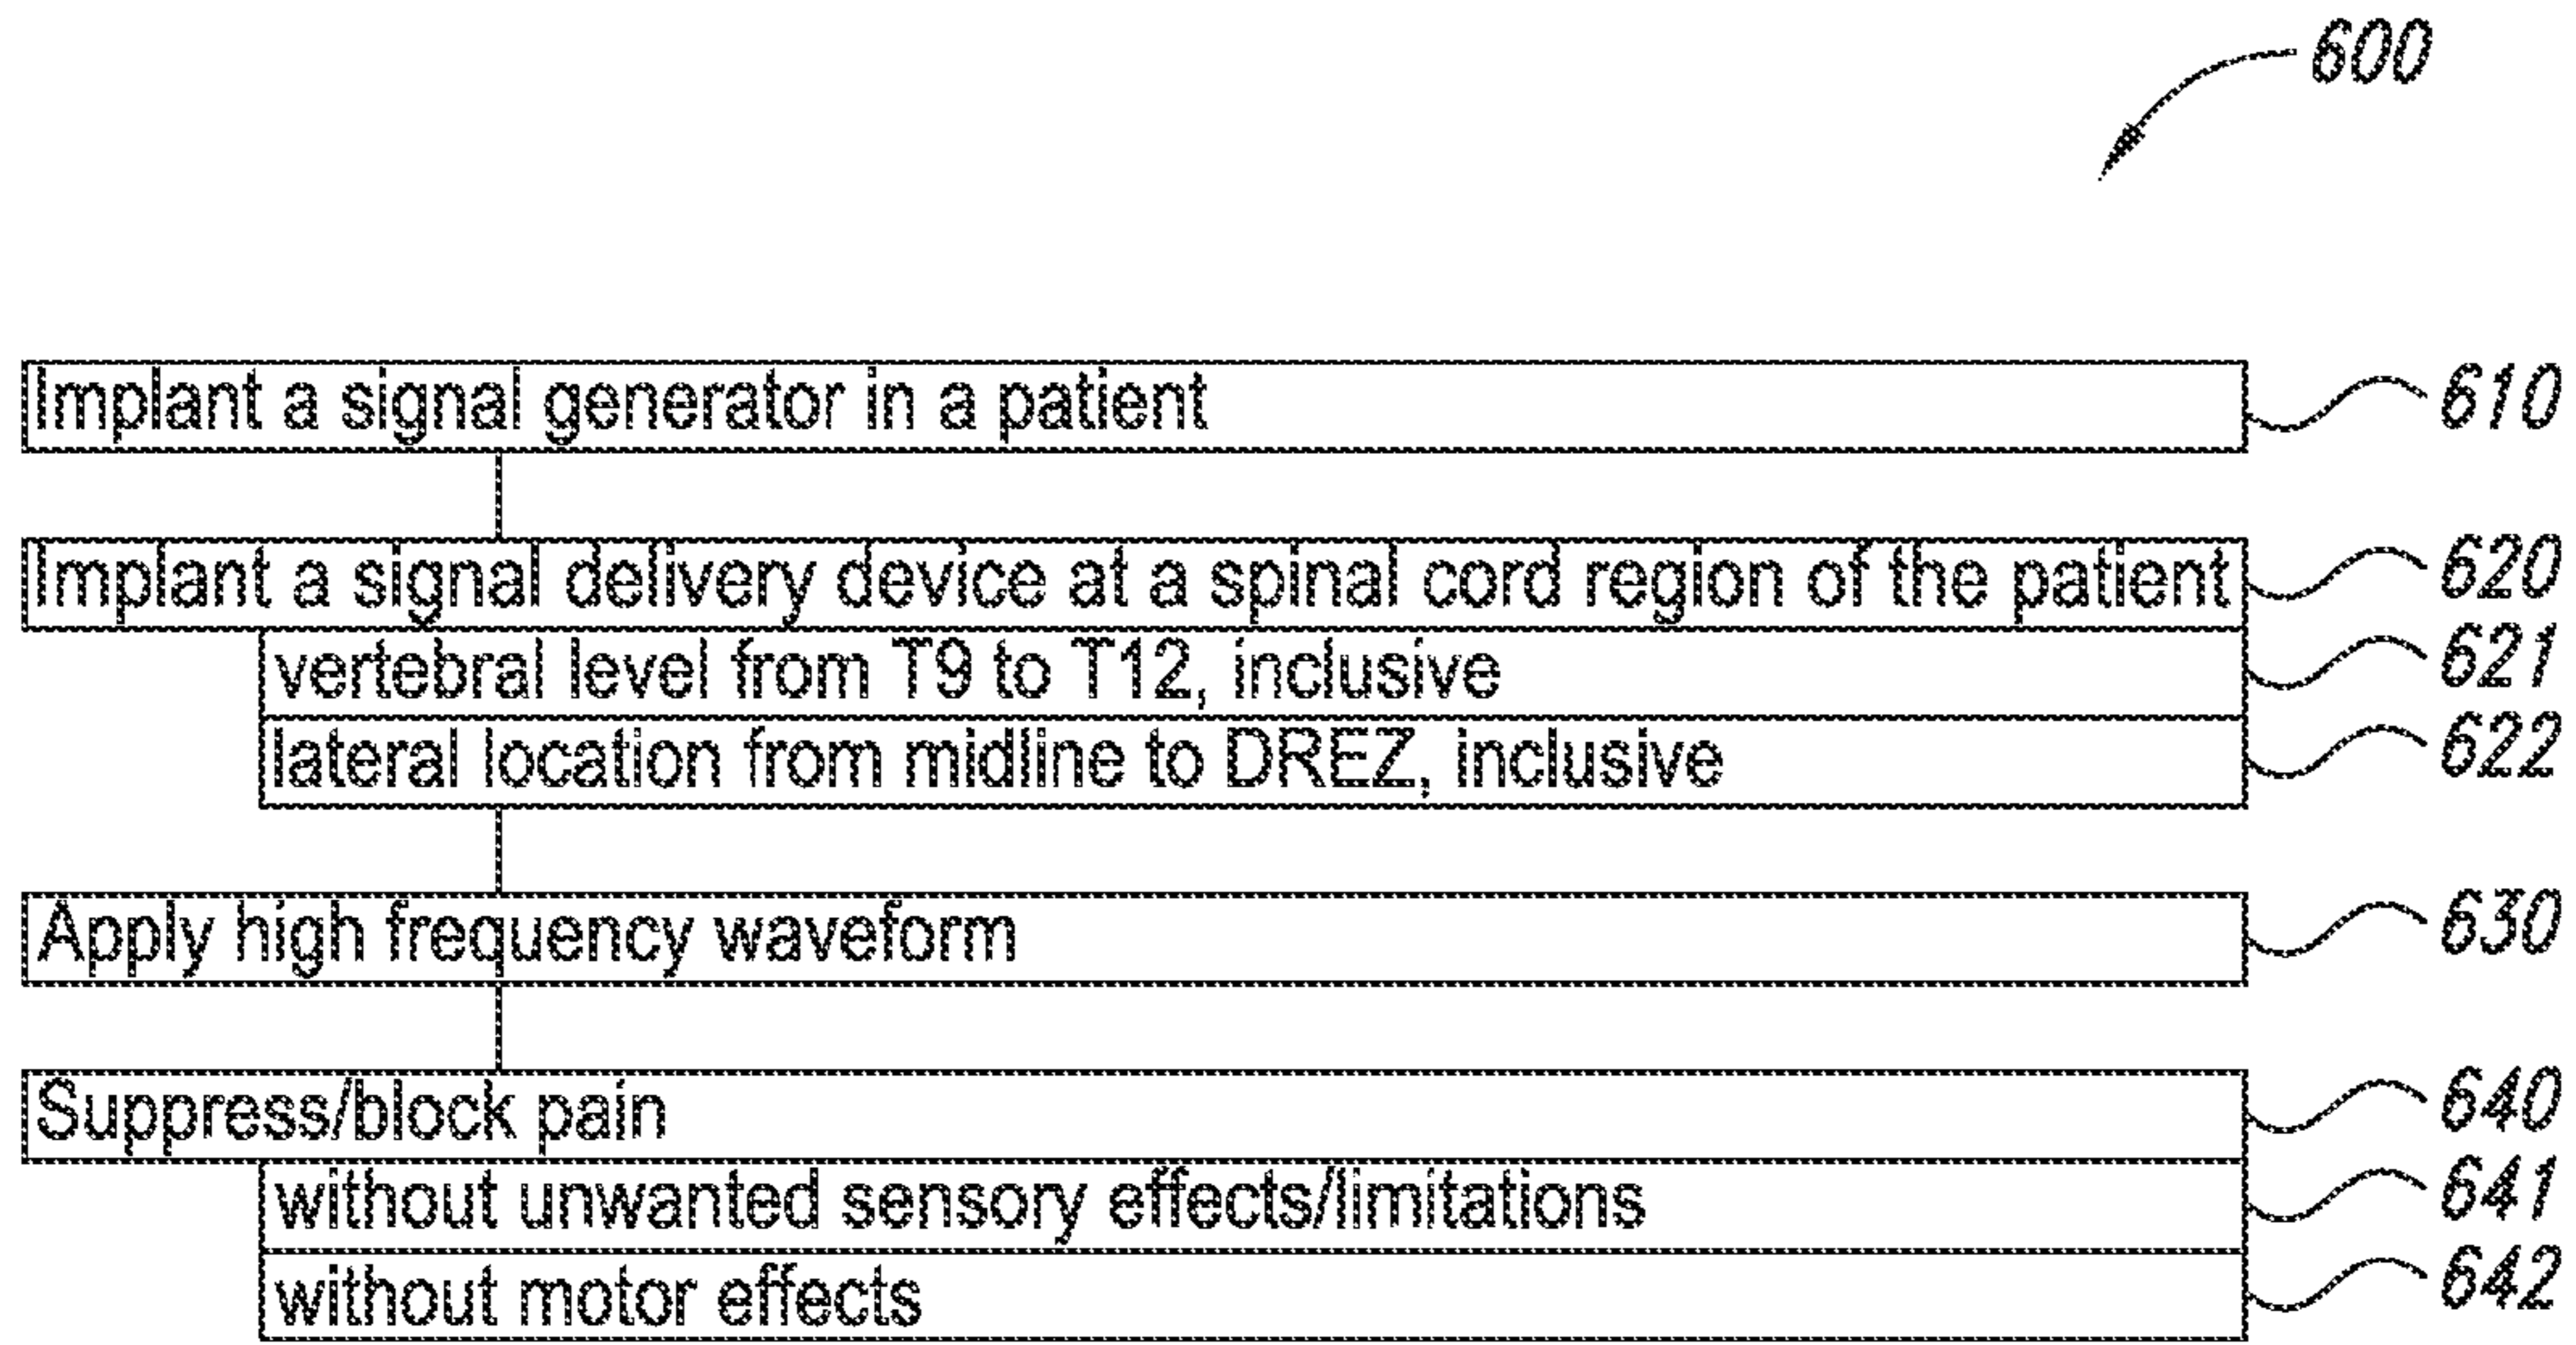 600
Implant a signal generator in a patient 610
Implant a signal delivery device at a spinal cord region of the patient 620
vertebral level from T9 to T12, inclusive 621
lateral location from midline to DREZ, inclusive 622
Apply high frequency waveform 630
Suppress/block pain 640
without unwanted sensory effects/limitations 641
without motor effects 642